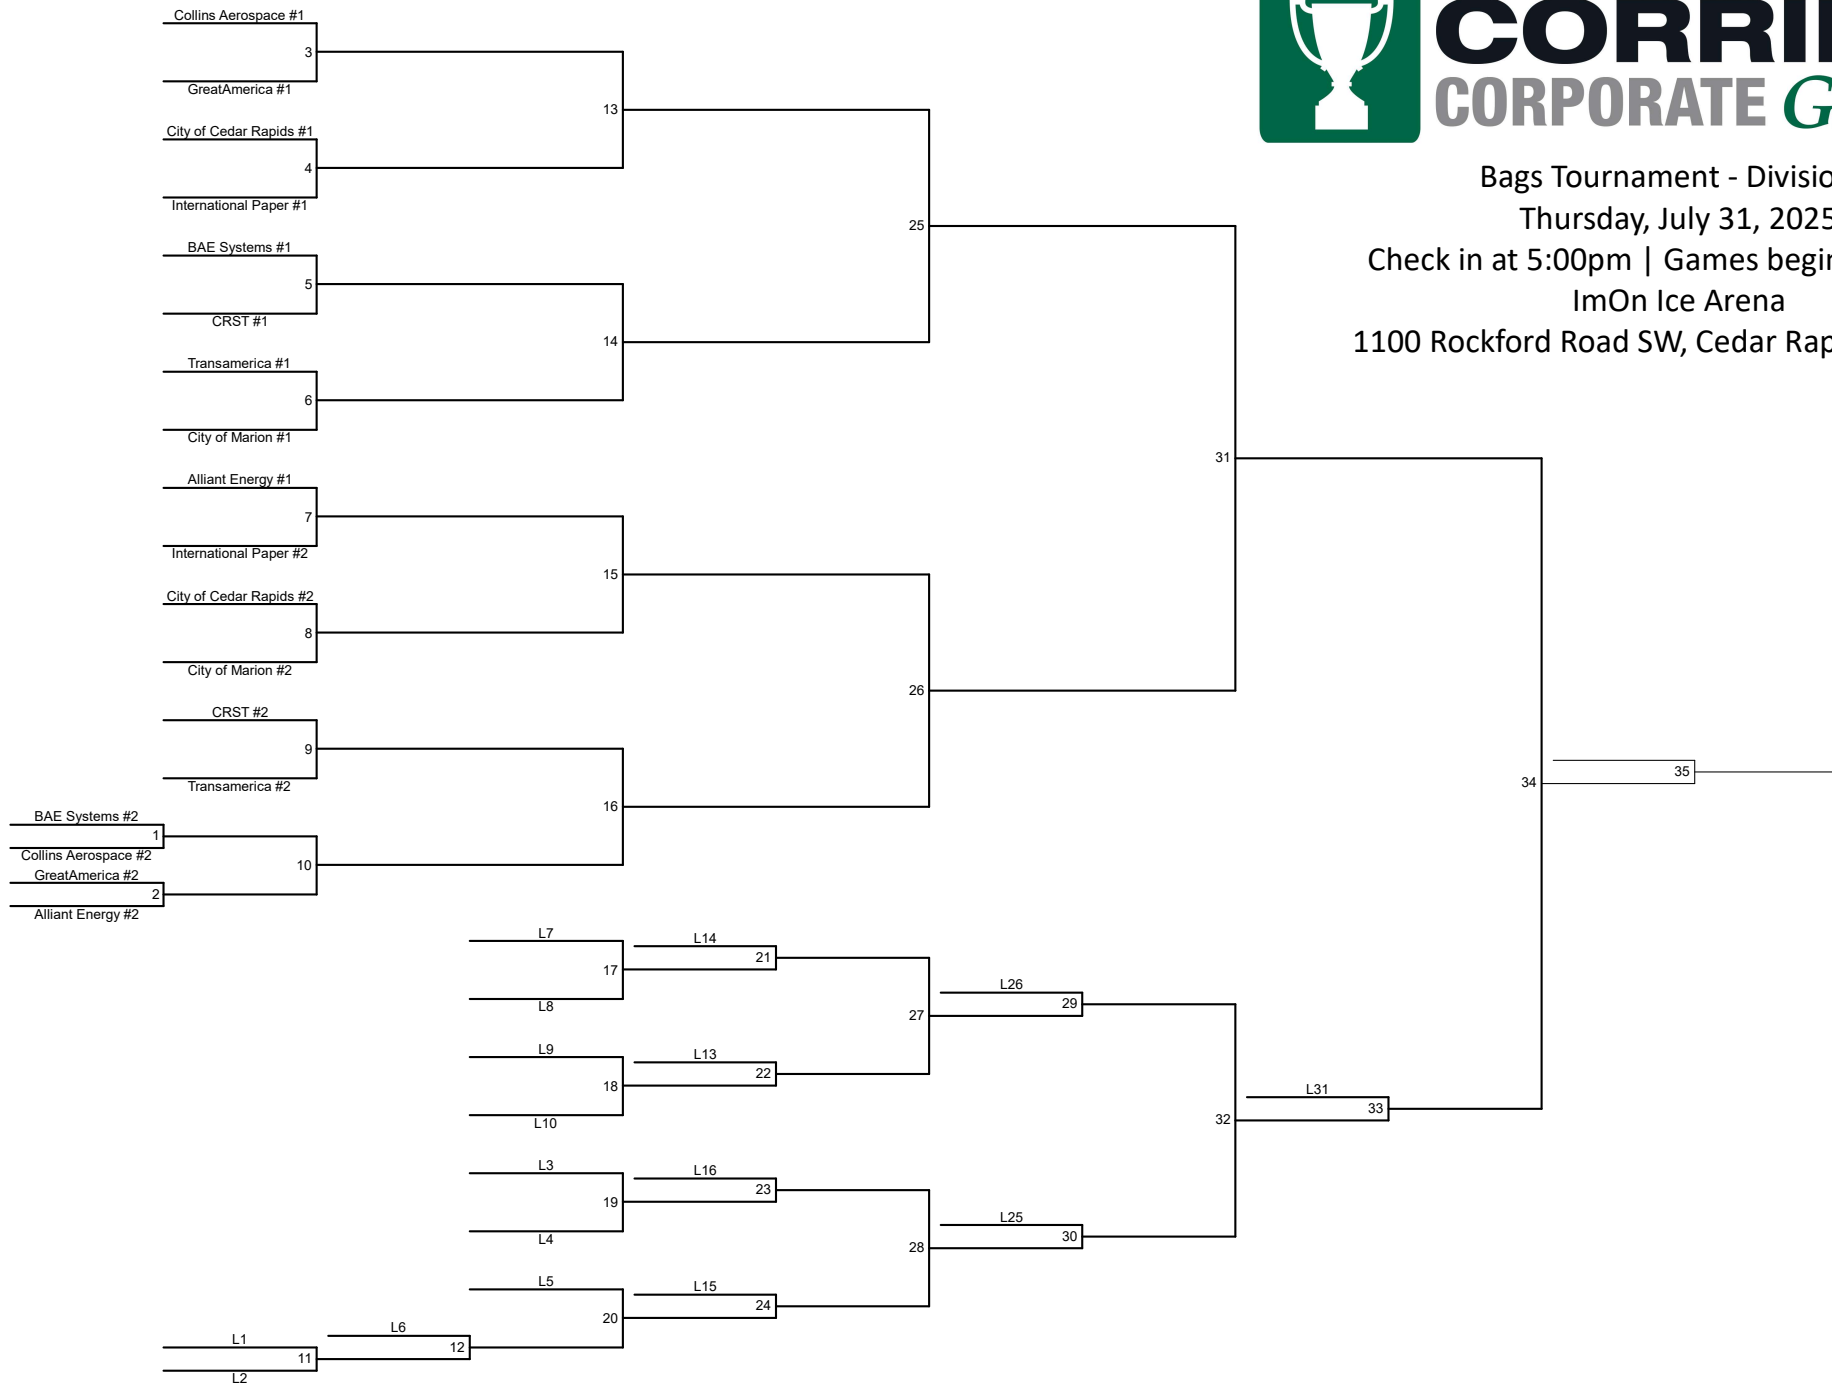 Collins Aerospace #1
3
GreatAmerica #1
City of Cedar Rapids #1
4
International Paper #1
13
BAE Systems #1
5
CRST #1
14
Transamerica #1
6
City of Marion #1
25
Alliant Energy #1
7
International Paper #2
15
City of Cedar Rapids #2
8
City of Marion #2
26
CRST #2
9
Transamerica #2
16
BAE Systems #2
1
Collins Aerospace #2
10
GreatAmerica #2
2
Alliant Energy #2
31
34
35
CORPORATE G
Bags Tournament -
Thursday, July 31, 2025
Check in at 5:00pm | Games
ImOn Ice Arena
1100 Rockford Road SW, Cedar
L7
17
L8
L14
21
L9
18
L10
L13
22
27
L26
29
L3
19
L4
L16
23
L5
20
L15
24
28
L25
30
32
L31
33
L6
12
L1
11
L2